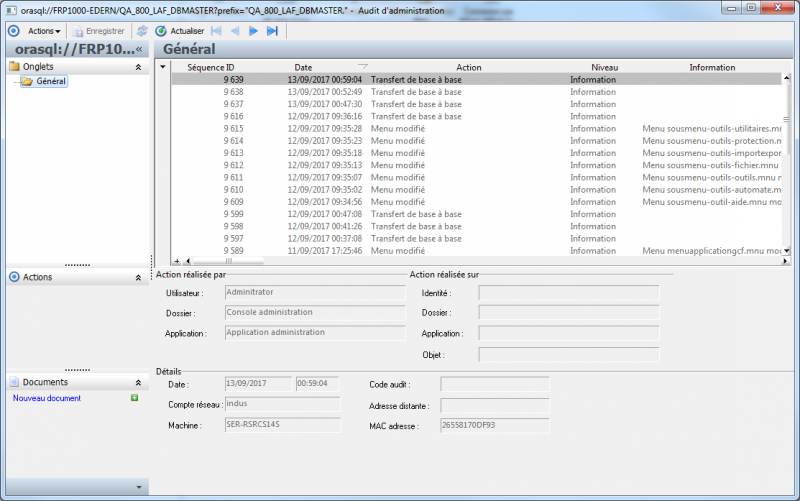 orasql://FRP1000-EDERN/QA_800_LAF_DBMASTER?prefix="QA_800_LAF_DBMASTER." - Audit d'administration
Actions Enregistrer Actualiser
orasql://FRP10... «
Général
Onglets
Général
Séquence ID Date Action Niveau Information
9 639 13/09/2017 00:59:04 Transfert de base à base Information
9 638 13/09/2017 00:52:49 Transfert de base à base Information
9 637 13/09/2017 00:47:30 Transfert de base à base Information
9 616 12/09/2017 09:36:16 Transfert de base à base Information
9 615 12/09/2017 09:35:28 Menu modifié Information Menu sousmenu-outils-utilitaires.mn
9 614 12/09/2017 09:35:23 Menu modifié Information Menu sousmenu-outils-protection.m
9 613 12/09/2017 09:35:18 Menu modifié Information Menu sousmenu-outils-importexpor
9 612 12/09/2017 09:35:13 Menu modifié Information Menu sousmenu-outils-fichier.mnu
9 611 12/09/2017 09:35:07 Menu modifié Information Menu sousmenu-outils-outils.mnu
9 610 12/09/2017 09:35:02 Menu modifié Information Menu sousmenu-outils-automate.m
9 609 12/09/2017 09:34:56 Menu modifié Information Menu sousmenu-outil-aide.mnu mo
9 599 12/09/2017 00:47:08 Transfert de base à base Information
9 598 12/09/2017 00:41:26 Transfert de base à base Information
9 597 12/09/2017 00:37:08 Transfert de base à base Information
9 589 11/09/2017 17:25:46 Menu modifié Information Menu menuapplicationgcf.mnu mod
Actions
Action réalisée par
Utilisateur : Adminitrator
Dossier : Console administration
Application : Application administration
Action réalisée sur
Identité :
Dossier :
Application :
Objet :
Documents
Nouveau document
Détails
Date : 13/09/2017 00:59:04 Code audit :
Compte réseau : indus Adresse distante :
Machine : SER-RSRCS14S MAC adresse : 26558170DF93